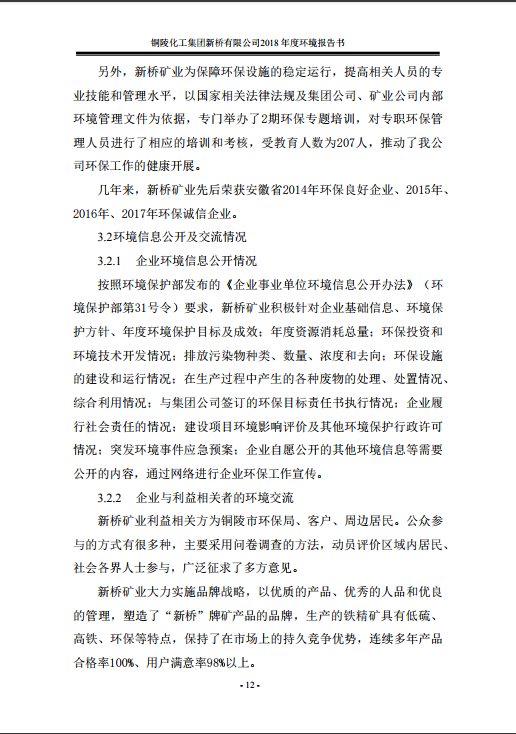 铜陵化工集团新桥有限公司2018 年度环境报告书
另外，新桥矿业为保障环保设施的稳定运行，提高相关人员的专
业技能和管理水平，以国家相关法律法规及集团公司、矿业公司内部
环境管理文件为依据，专门举办了2期环保专题培训，对专职环保管
理人员进行了相应的培训和考核，受教育人数为207人，推动了我公
司环保工作的健康开展。
几年来，新桥矿业先后荣获安徽省2014年环保良好企业、2015年、
2016年、2017年环保诚信企业。
3.2环境信息公开及交流情况
3.2.1 企业环境信息公开情况
按照环境保护部发布的《企业事业单位环境信息公开办法》（环
境保护部第31号令）要求，新桥矿业积极针对企业基础信息、环境保
护方针、年度环境保护目标及成效；年度资源消耗总量；环保投资和
环境技术开发情况；排放污染物种类、数量、浓度和去向；环保设施
的建设和运行情况；在生产过程中产生的各种废物的处理、处置情况、
综合利用情况；与集团公司签订的环保目标责任书执行情况；企业履
行社会责任的情况；建设项目环境影响评价及其他环境保护行政许可
情况；突发环境事件应急预案；企业自愿公开的其他环境信息等需要
公开的内容，通过网络进行企业环保工作宣传。
3.2.2 企业与利益相关者的环境交流
新桥矿业利益相关方为铜陵市环保局、客户、周边居民。公众参
与的方式有很多种，主要采用问卷调查的方法，动员评价区域内居民、
社会各界人士参与，广泛征求了多方意见。
新桥矿业大力实施品牌战略，以优质的产品、优秀的人品和优良
的管理，塑造了“新桥”牌矿产品的品牌，生产的铁精矿具有低硫、
高铁、环保等特点，保持了在市场上的持久竞争优势，连续多年产品
合格率100%、用户满意率98%以上。
- 12 -